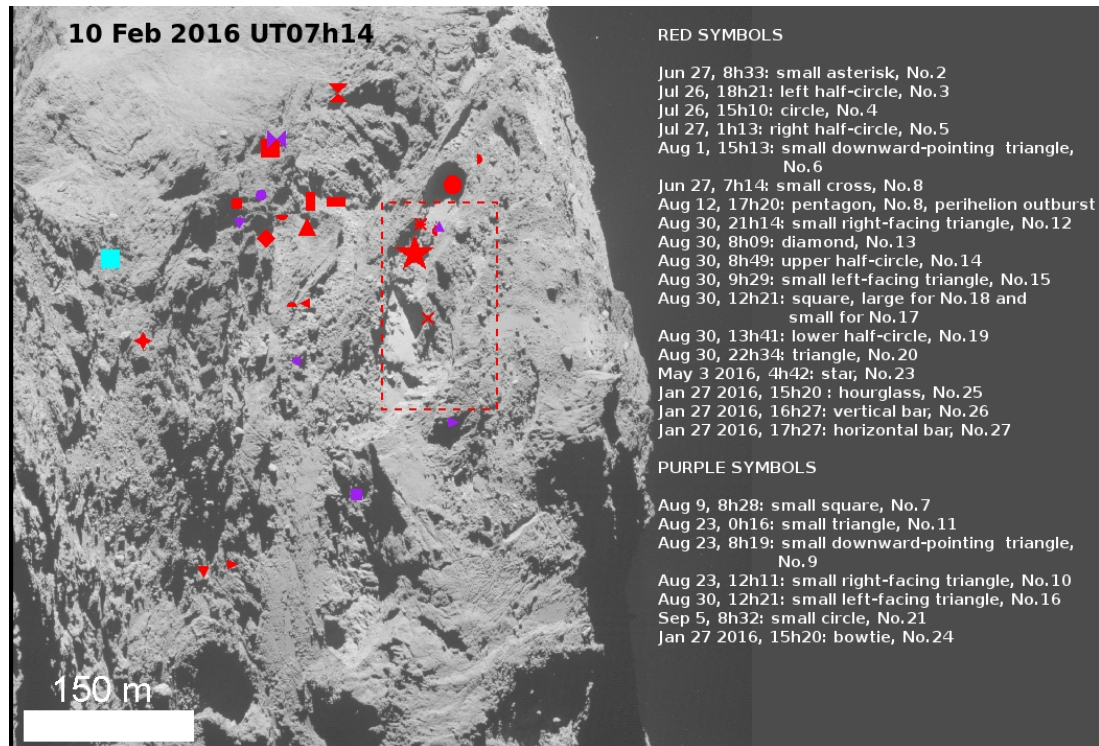 10 Feb 2016 UT07h14
RED SYMBOLS
Jun 27, 8h33: small asterisk, No.2
Jul 26, 18h21: left half-circle, No.3
Jul 26, 15h10: circle, No.4
Jul 27, 1h13: right half-circle, No.5
Aug 1, 15h13: small downward-pointing triangle,
No.6
Jun 27, 7h14: small cross, No.8
Aug 12, 17h20: pentagon, No.8, perihelion outburst
Aug 30, 21h14: small right-facing triangle, No.12
Aug 30, 8h09: diamond, No.13
Aug 30, 8h49: upper half-circle, No.14
Aug 30, 9h29: small left-facing triangle, No.15
Aug 30, 12h21: square, large for No.18 and
small for No.17
Aug 30, 13h41: lower half-circle, No.19
Aug 30, 22h34: triangle, No.20
May 3 2016, 4h42: star, No.23
Jan 27 2016, 15h20 : hourglass, No.25
Jan 27 2016, 16h27: vertical bar, No.26
Jan 27 2016, 17h27: horizontal bar, No.27
PURPLE SYMBOLS
Aug 9, 8h28: small square, No.7
Aug 23, 0h16: small triangle, No.11
Aug 23, 8h19: small downward-pointing triangle,
No.9
Aug 23, 12h11: small right-facing triangle, No.10
Aug 30, 12h21: small left-facing triangle, No.16
Sep 5, 8h32: small circle, No.21
Jan 27 2016, 15h20: bowtie, No.24
150 m